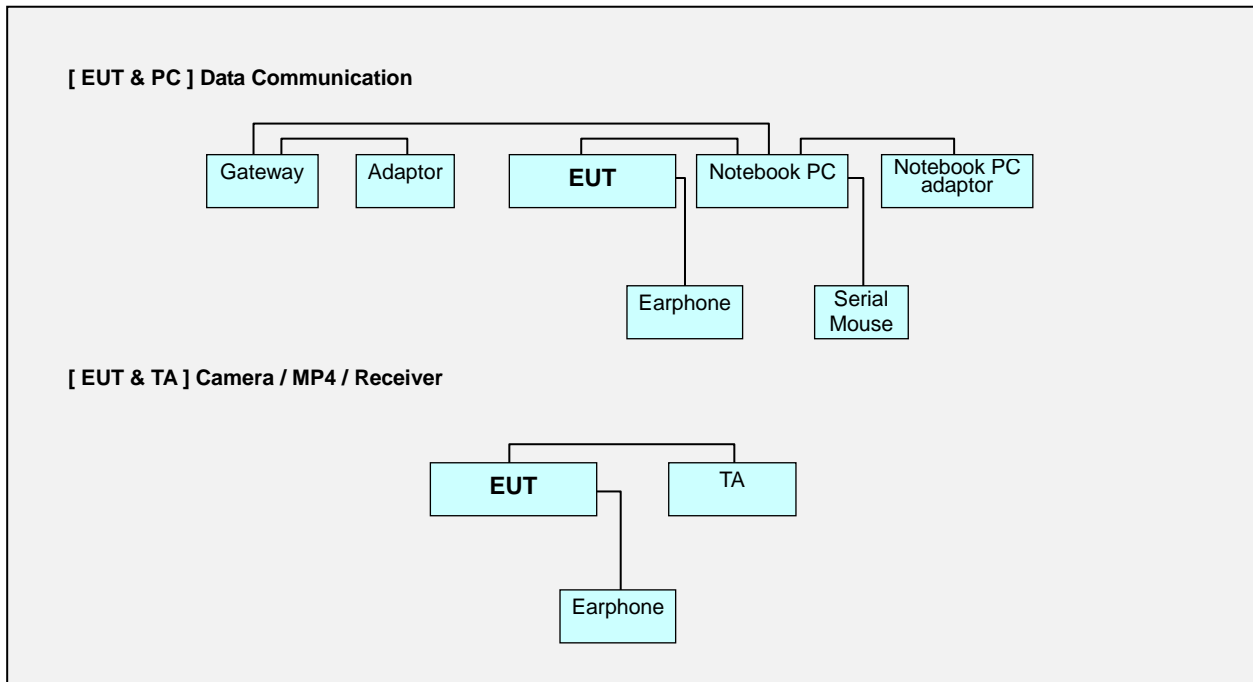 [ EUT & PC ] Data Communication
Gateway
Adaptor
EUT
Notebook PC
Notebook PC
adaptor
Earphone
Serial
Mouse
[ EUT & TA ] Camera / MP4 / Receiver
EUT
TA
Earphone